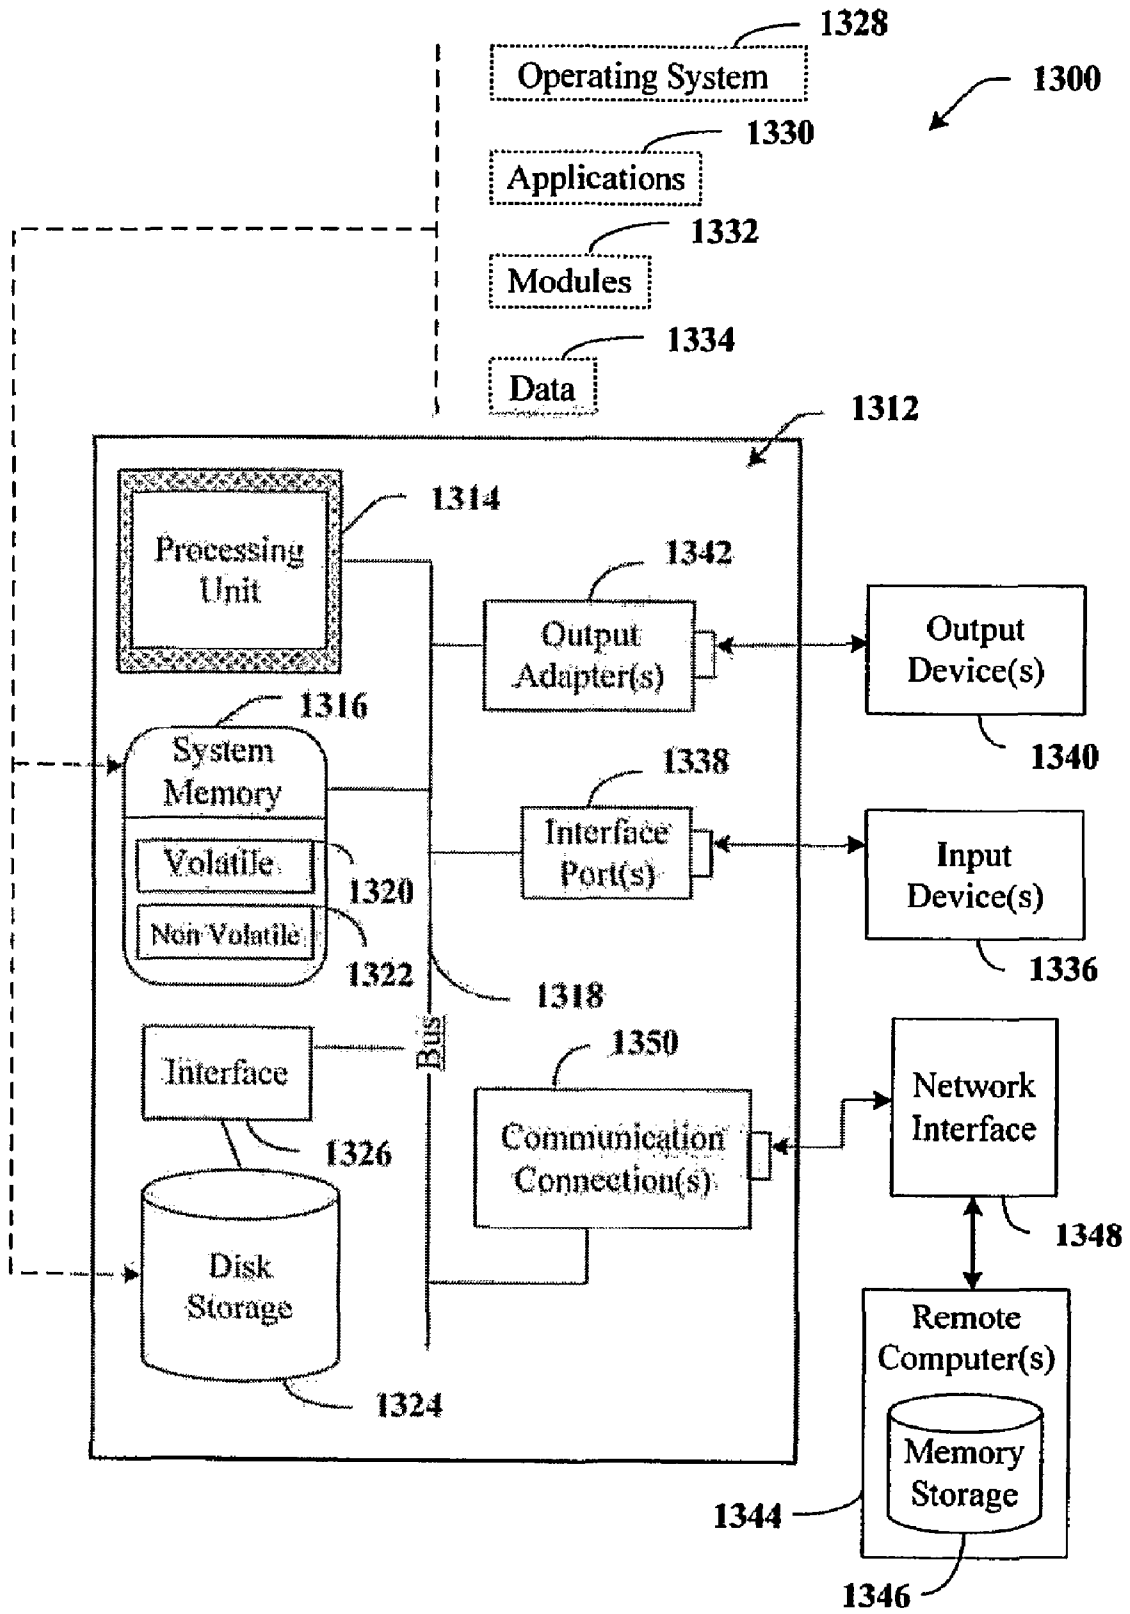 1328
Operating System
1300
1330
Applications
1332
Modules
1334
Data
1312
1314
Processing
Unit
1342
Output
Adapter(s)
Output
Device(s)
1340
1316
System
Memory
1338
Interface
Port(s)
Input
Device(s)
1336
Volatile
1320
Non Volatile
1322
1318
Bus
1350
Interface
1326
Communication
Connection(s)
Network
Interface
1348
Disk
Storage
1324
Remote
Computer(s)
Memory
Storage
1344
1346